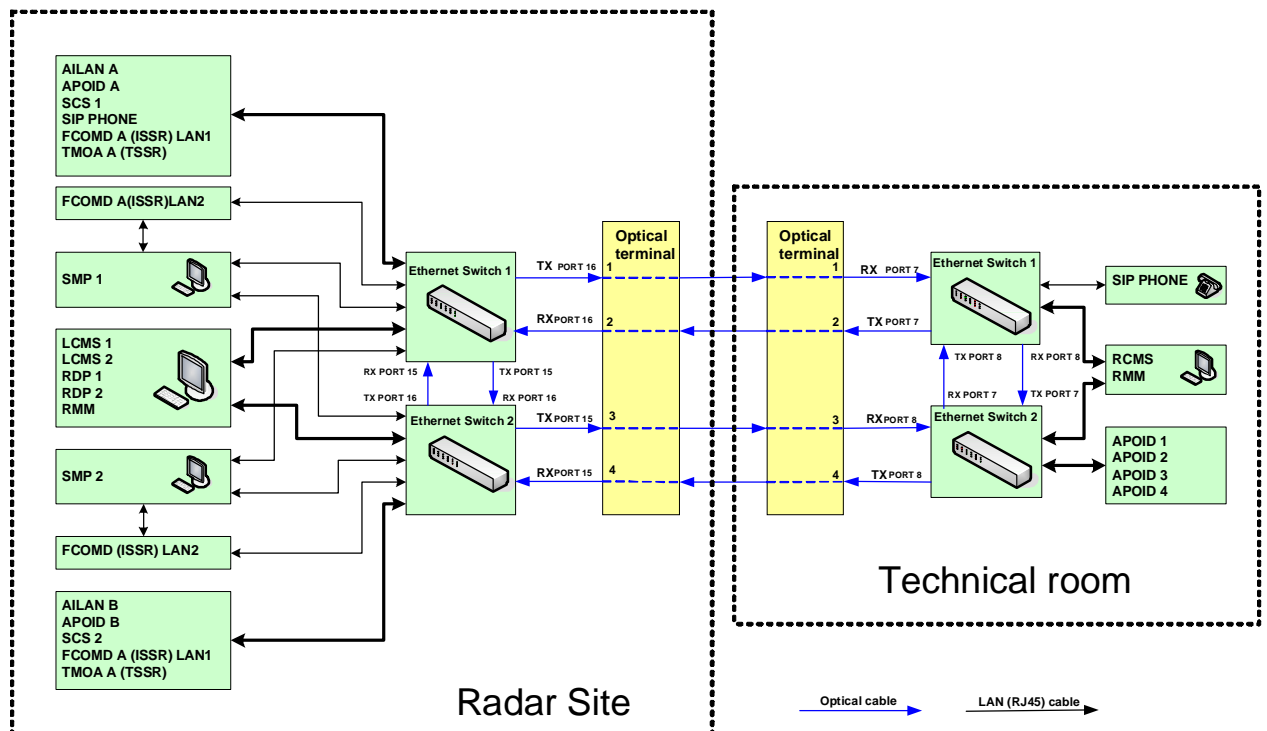 AILAN A
APOID A
SCS 1
SIP PHONE
FCOMD A (ISSR) LAN1
TMOA A (TSSR)
FCOMD A(ISSR)LAN2
SMP 1
LCMS 1
LCMS 2
RDP 1
RDP 2
RMM
SMP 2
FCOMD (ISSR) LAN2
AILAN B
APOID B
SCS 2
FCOMD A (ISSR) LAN1
TMOA A (TSSR)
Ethernet Switch 1
TX PORT 16
RX PORT 16
RX PORT 15
TX PORT 15
TX PORT 16
RX PORT 16
Ethernet Switch 2
TX PORT 15
RX PORT 15
Optical
terminal
1
2
3
4
Radar Site
Optical
terminal
1
2
3
4
RX PORT 7
TX PORT 7
Ethernet Switch 1
TX PORT 8
RX PORT 8
RX PORT 7
TX PORT 7
RX PORT 8
TX PORT 8
Ethernet Switch 2
SIP PHONE
RCMS
RMM
APOID 1
APOID 2
APOID 3
APOID 4
Technical room
Optical cable
LAN (RJ45) cable